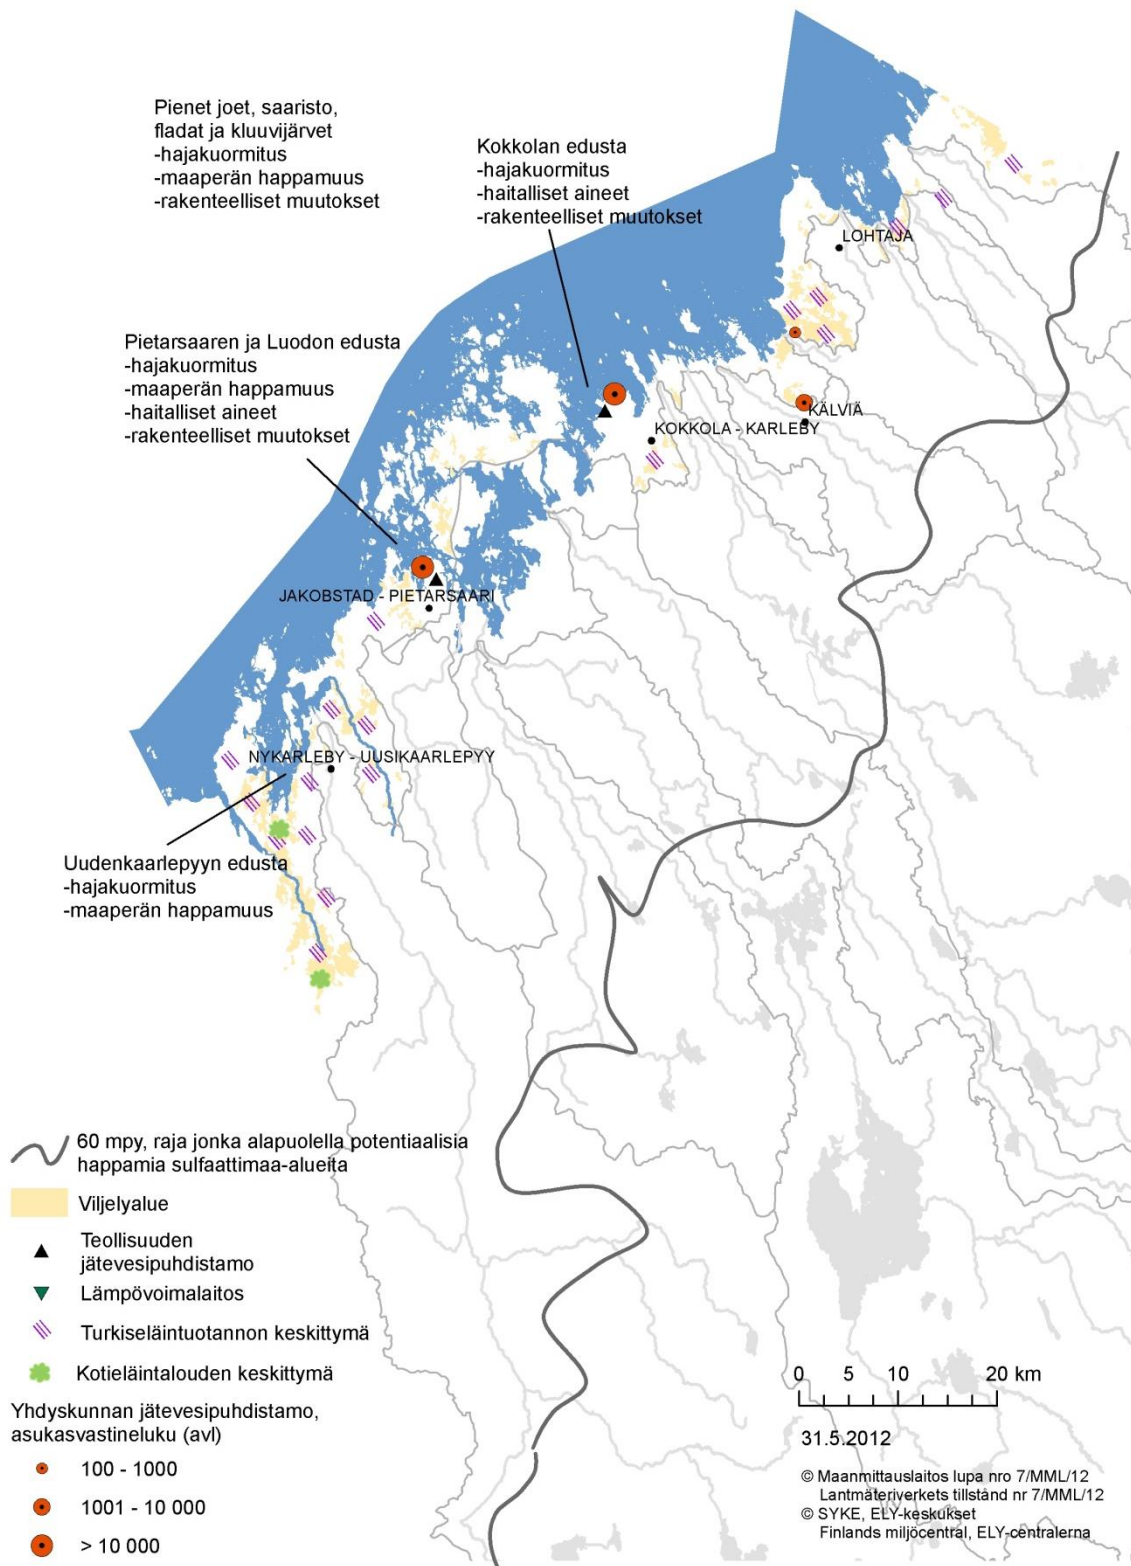 Pienet joet, saaristo,
fladat ja kluuvijärvet
-hajakuormitus
-maaperän happamuus
-rakenteelliset muutokset
Kokkolan edusta
-hajakuormitus
-haitalliset aineet
-rakenteelliset muutokset
LOHTAJA
Pietarsaaren ja Luodon edusta
-hajakuormitus
-maaperän happamuus
-haitalliset aineet
-rakenteelliset muutokset
KÄLVIÄ
KOKKOLA - KARLEBY
JAKOBSTAD - PIETARSAARI
NYKARLEBY - UUSIKAARLEPYY
Uudenkaarlepyyn edusta
-hajakuormitus
-maaperän happamuus
60 mpy, raja jonka alapuolella potentiaalisia
happamia sulfaattimaa-alueita
Viljelyalue
Teollisuuden
jätevesipuhdistamo
Lämpövoimalaitos
Turkiseläintuotannon keskittymä
Kotieläintalouden keskittymä
Yhdyskunnan jätevesipuhdistamo,
asukasvastineluku (avl)
100 - 1000
1001 - 10 000
> 10 000
0 5 10 20 km
31.5.2012
© Maanmittauslaitos lupa nro 7/MML/12
Lantmäteriverkets tillstånd nr 7/MML/12
© SYKE, ELY-keskukset
Finlands miljöcentral, ELY-centralerna